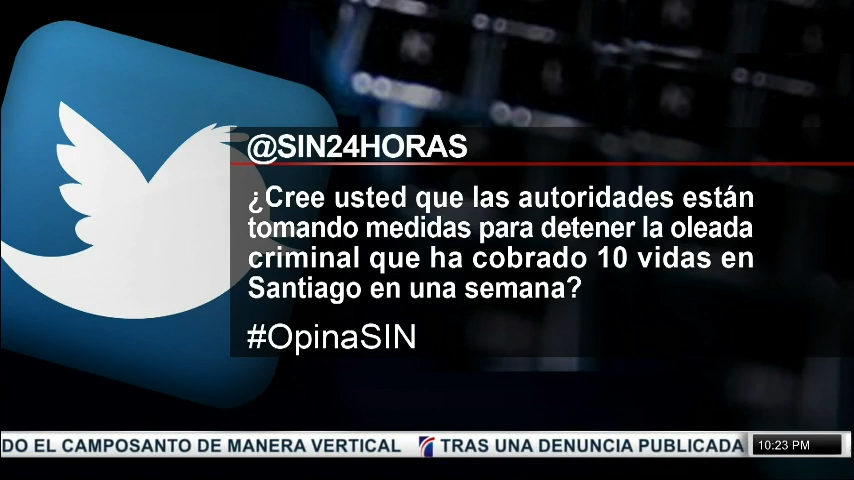 @SIN24HORAS
¿Cree usted que las autoridades están
tomando medidas para detener la oleada
criminal que ha cobrado 10 vidas en
Santiago en una semana?
#OpinaSIN
DO EL CAMPOSANTO DE MANERA VERTICAL TRAS UNA DENUNCIA PUBLICADA 10:23 PM